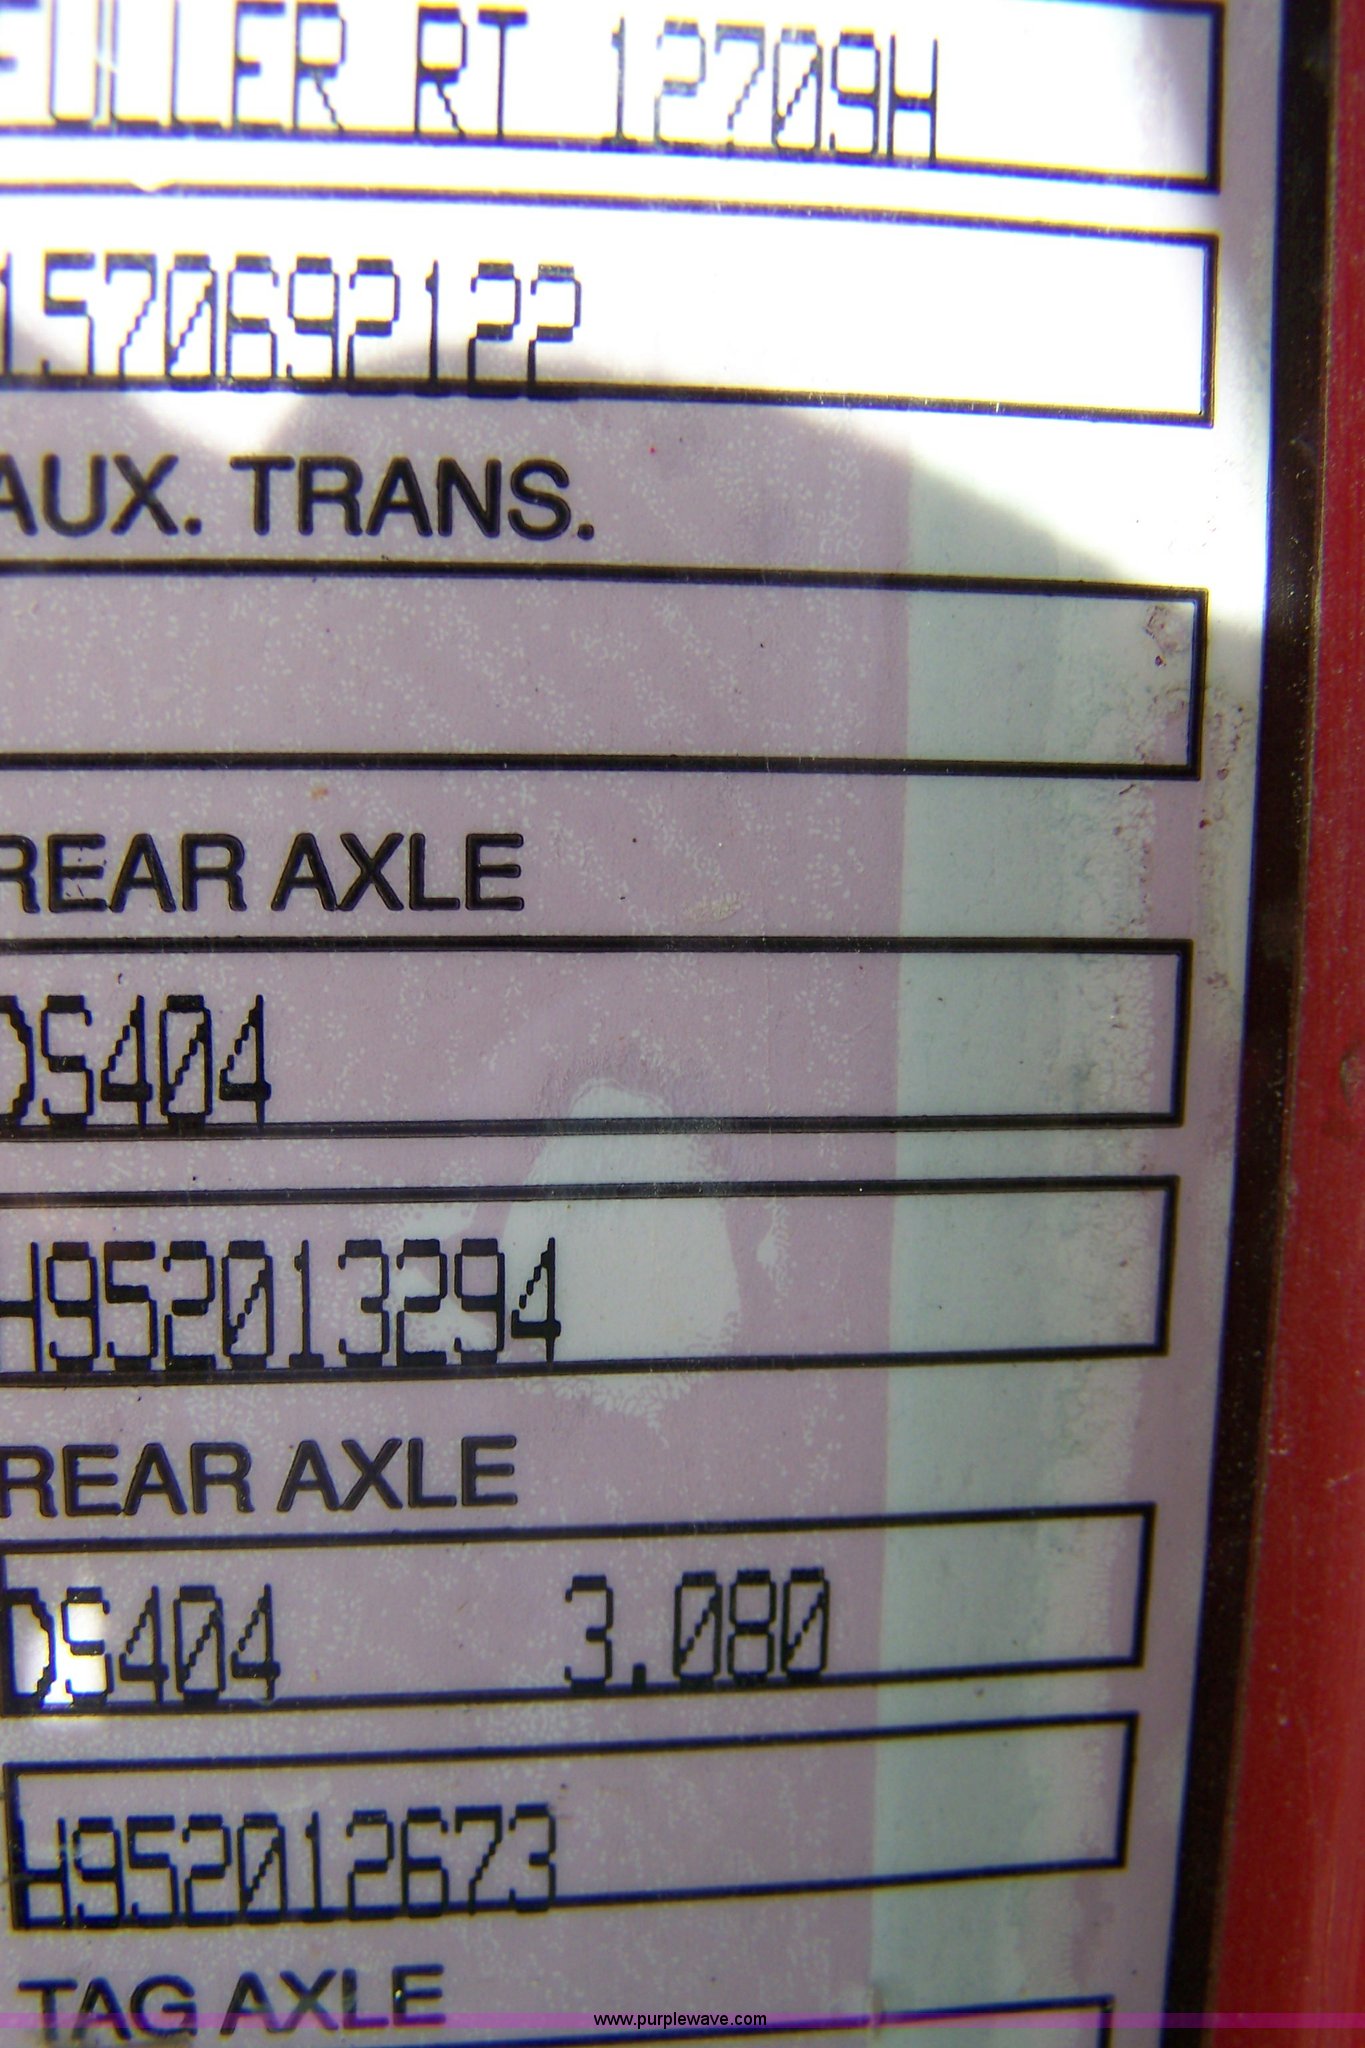 FULLER RT 12709H
1570692122
AUX. TRANS.
REAR AXLE
DS404
H952013294
REAR AXLE
DS404 3.080
H952012673
TAG AXLE
www.purplewave.com